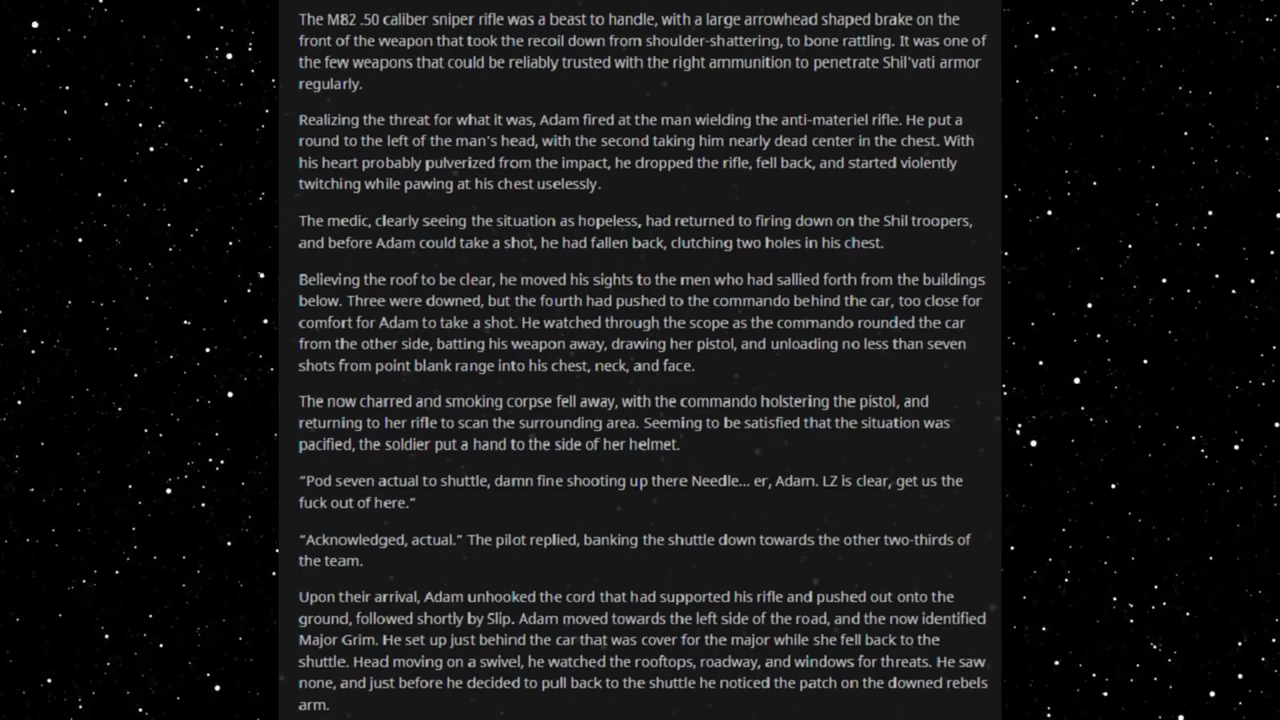 The M82 .50 caliber sniper rifle was a beast to handle, with a large arrowhead shaped brake on the
front of the weapon that took the recoil down from shoulder-shattering, to bone rattling. It was one of
the few weapons that could be reliably trusted with the right ammunition to penetrate Shil'vati armor
regularly.
Realizing the threat for what it was, Adam fired at the man wielding the anti-materiel rifle. He put a
round to the left of the man's head, with the second taking him nearly dead center in the chest. With
his heart probably pulverized from the impact, he dropped the rifle, fell back, and started violently
twitching while pawing at his chest uselessly.
The medic, clearly seeing the situation as hopeless, had returned to firing down on the Shil troopers,
and before Adam could take a shot, he had fallen back, clutching two holes in his chest.
Believing the roof to be clear, he moved his sights to the men who had sallied forth from the buildings
below. Three were downed, but the fourth had pushed to the commando behind the car, too close for
comfort for Adam to take a shot. He watched through the scope as the commando rounded the car
from the other side, batting his weapon away, drawing her pistol, and unloading no less than seven
shots from point blank range into his chest, neck, and face.
The now charred and smoking corpse fell away, with the commando holstering the pistol, and
returning to her rifle to scan the surrounding area. Seeming to be satisfied that the situation was
pacified, the soldier put a hand to the side of her helmet.
“Pod seven actual to shuttle, damn fine shooting up there Needle... er, Adam. LZ is clear, get us the
fuck out of here.”
“Acknowledged, actual.” The pilot replied, banking the shuttle down towards the other two-thirds of
the team.
Upon their arrival, Adam unhooked the cord that had supported his rifle and pushed out onto the
ground, followed shortly by Slip. Adam moved towards the left side of the road, and the now identified
Major Grim. He set up just behind the car that was cover for the major while she fell back to the
shuttle. Head moving on a swivel, he watched the rooftops, roadway, and windows for threats. He saw
none, and just before he decided to pull back to the shuttle he noticed the patch on the downed rebels
arm.